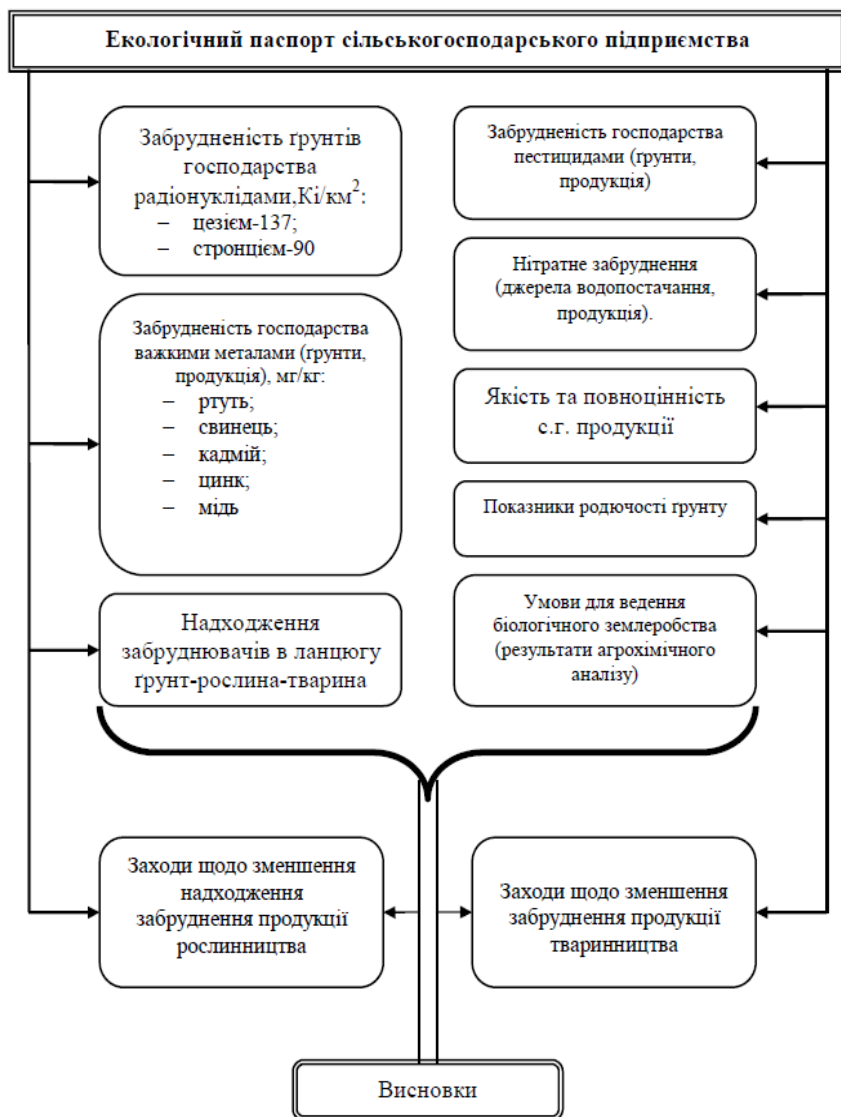 Екологічний паспорт сільськогосподарського підприємства
Забрудненість ґрунтів
господарства
радіонуклідами,Кі/км²:
– цезієм-137;
– стронцієм-90
Забрудненість господарства
важкими металами (ґрунти,
продукція), мг/кг:
– ртуть;
– свинець;
– кадмій;
– цинк;
– мідь
Надходження
забруднювачів в ланцюгу
ґрунт-рослина-тварина
Забрудненість господарства
пестицидами (ґрунти,
продукція)
Нітратне забруднення
(джерела водопостачання,
продукція).
Якість та повноцінність
с.г. продукції
Показники родючості ґрунту
Умови для ведення
біологічного землеробства
(результати агрохімічного
аналізу)
Заходи щодо зменшення
надходження
забруднення продукції
рослинництва
Заходи щодо зменшення
забруднення продукції
тваринництва
Висновки